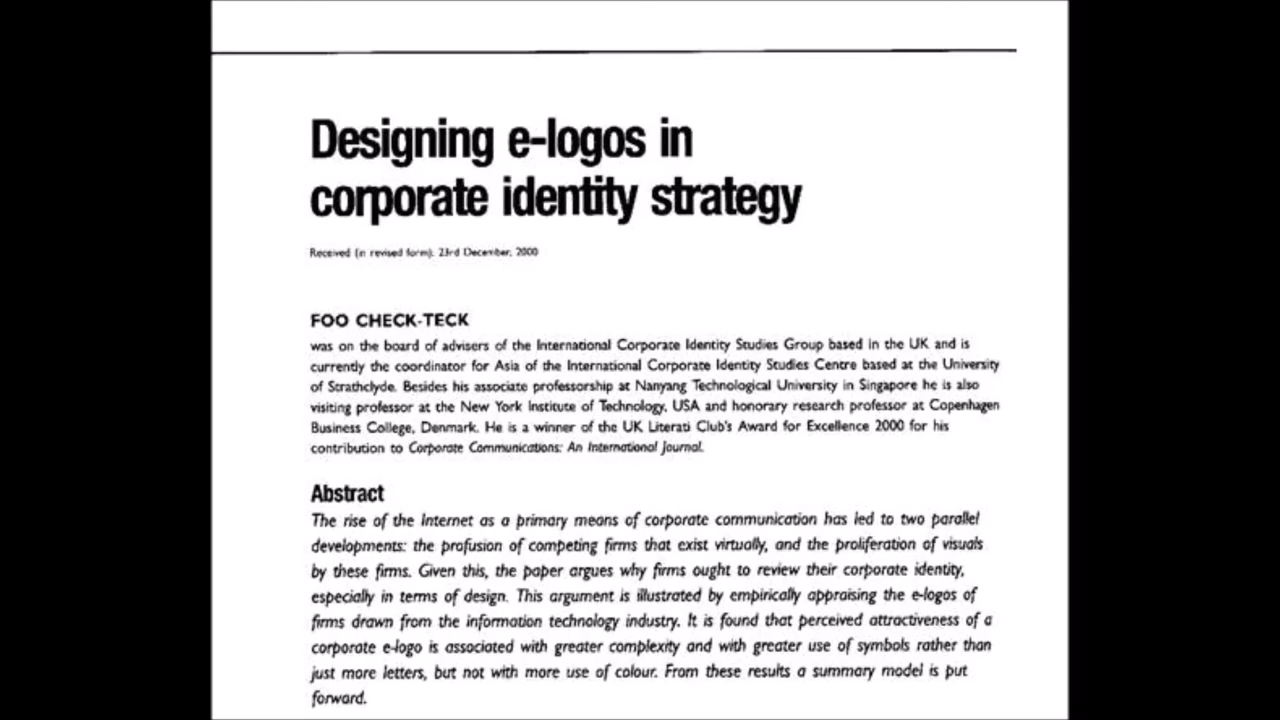 Designing e-logos in
corporate identity strategy
Received (in revised form): 23rd December, 2000
FOO CHECK-TECK
was on the board of advisers of the International Corporate Identity Studies Group based in the UK and is
currently the coordinator for Asia of the International Corporate Identity Studies Centre based at the University
of Strathclyde. Besides his associate professorship at Nanyang Technological University in Singapore he is also
visiting professor at the New York Institute of Technology, USA and honorary research professor at Copenhagen
Business College, Denmark. He is a winner of the UK Literati Club's Award for Excellence 2000 for his
contribution to Corporate Communications: An International Journal.
Abstract
The rise of the Internet as a primary means of corporate communication has led to two parallel
developments: the profusion of competing firms that exist virtually, and the proliferation of visuals
by these firms. Given this, the paper argues why firms ought to review their corporate identity,
especially in terms of design. This argument is illustrated by empirically appraising the e-logos of
firms drawn from the information technology industry. It is found that perceived attractiveness of a
corporate e-logo is associated with greater complexity and with greater use of symbols rather than
just more letters, but not with more use of colour. From these results a summary model is put
forward.